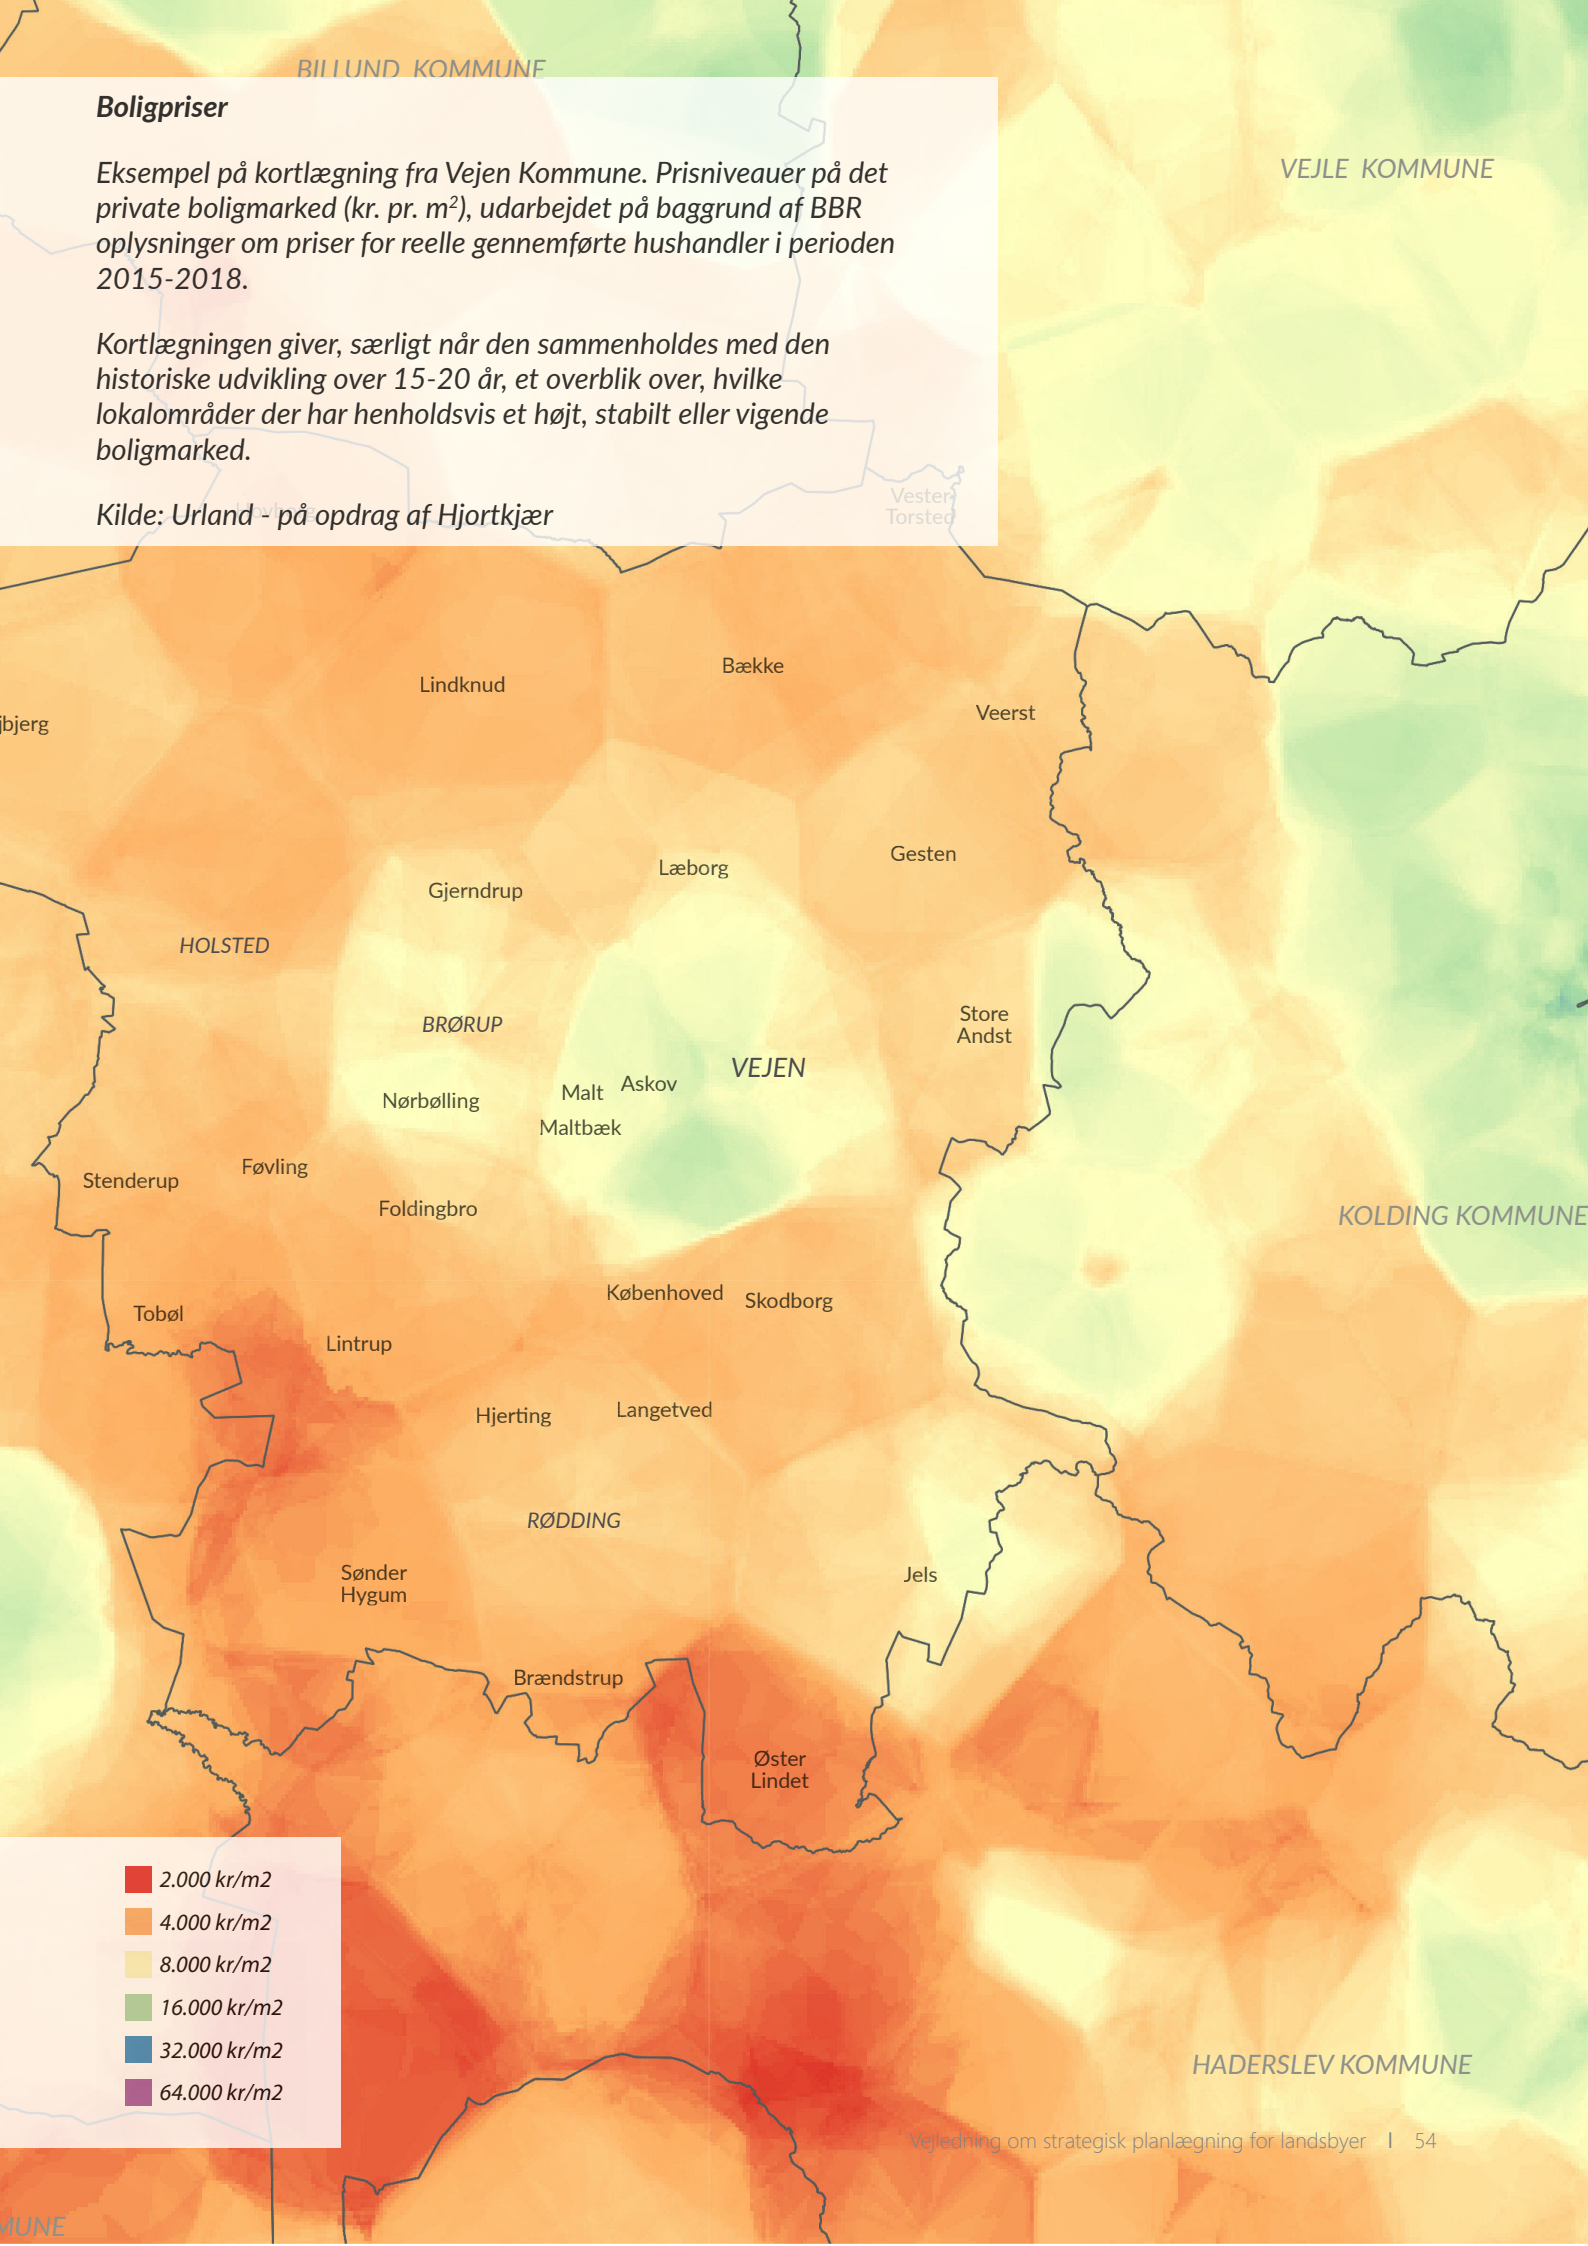 BILLUND KOMMUNE
Boligpriser
Eksempel på kortlægning fra Vejen Kommune. Prisniveauer på det
private boligmarked (kr. pr. m²), udarbejdet på baggrund af BBR
oplysninger om priser for reelle gennemførte hushandler i perioden
2015-2018.
Kortlægningen giver, særligt når den sammenholdes med den
historiske udvikling over 15-20 år, et overblik over, hvilke
lokalområder der har henholdsvis et højt, stabilt eller vigende
boligmarked.
Kilde: Urland - på opdrag af Hjortkjær
VEJLE KOMMUNE
Vester
Torsted
Bække
Lindknud
Veerst
jbjerg
Gesten
Læborg
Gjerndrup
HOLSTED
Store
Andst
BRØRUP
VEJEN
Askov
Malt
Nørbølling
Maltbæk
Føvling
Stenderup
Foldingbro
KOLDING KOMMUNE
Københoved
Skodborg
Tobøl
Lintrup
Langetved
Hjerting
RØDDING
Sønder
Hygum
Jels
Brændstrup
Øster
Lindet
2.000 kr/m2
4.000 kr/m2
8.000 kr/m2
16.000 kr/m2
32.000 kr/m2
64.000 kr/m2
HADERSLEV KOMMUNE
Vejledning om strategisk planlægning for landsbyer | 54
MUNE